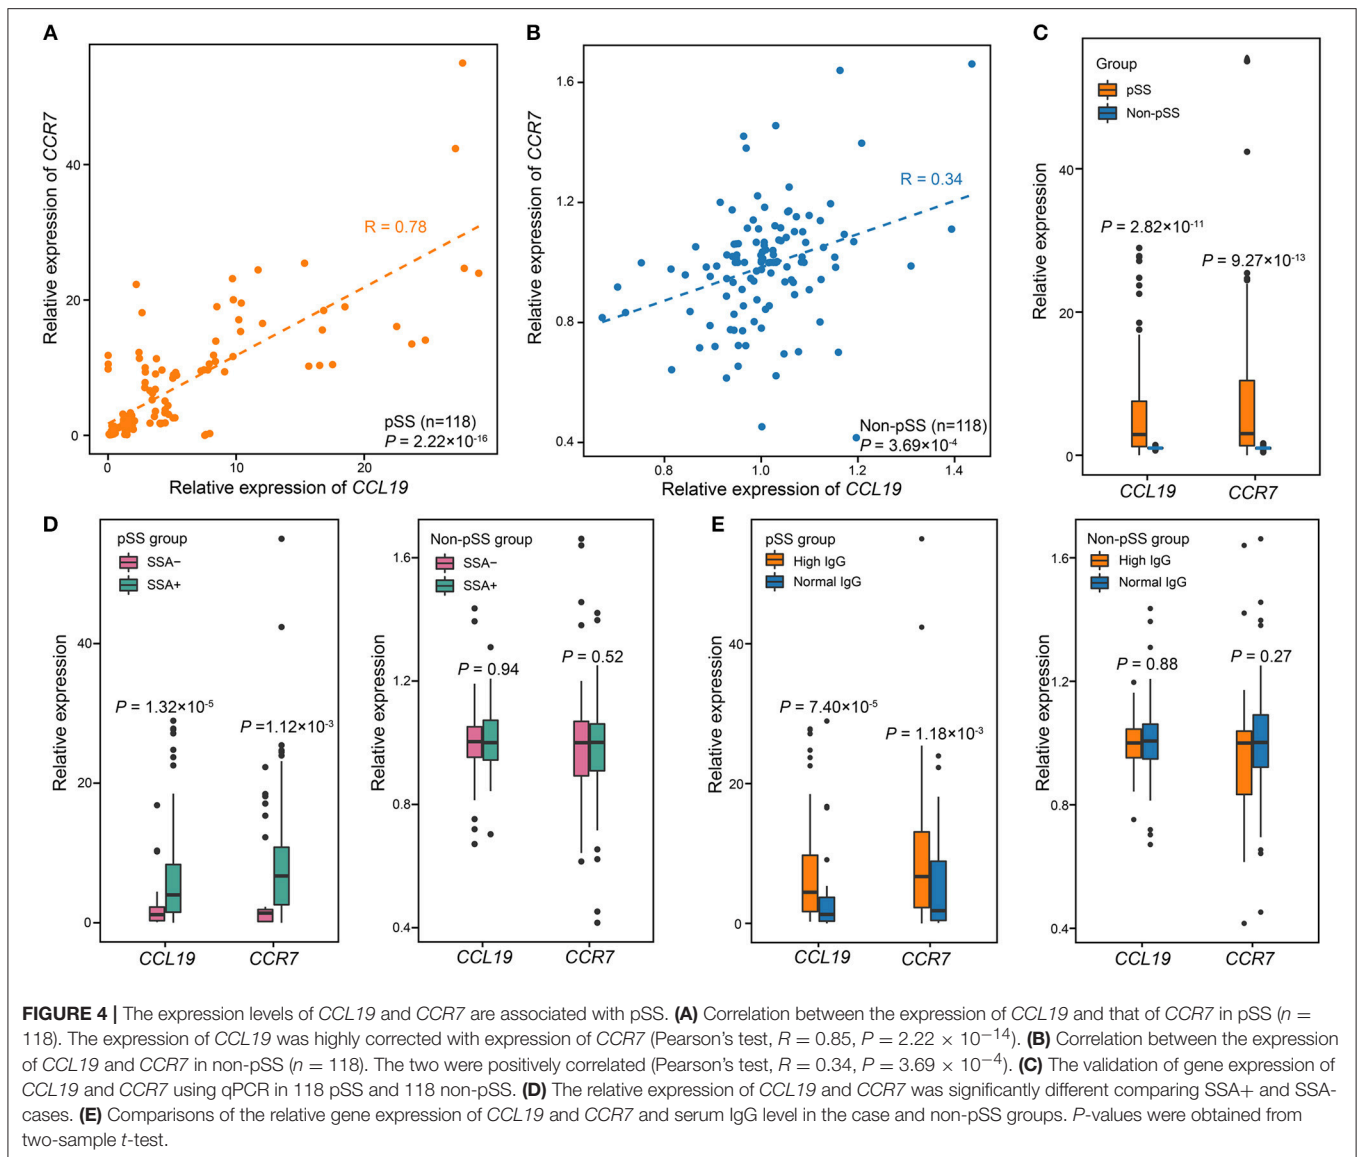 A
Relative expression of CCR7
40
20
0
R = 0.78
pSS (n=118)
P = 2.22×10-16
0 10 20
Relative expression of CCL19
B
Relative expression of CCR7
1.6
1.2
0.8
0.4
R = 0.34
Non-pSS (n=118)
P = 3.69×10-4
0.8 1.0 1.2 1.4
Relative expression of CCL19
C
Relative expression
40
20
0
Group
pSS
Non-pSS
P = 2.82×10-11
P = 9.27×10-13
CCL19 CCR7
D
Relative expression
40
20
0
pSS group
SSA−
SSA+
P = 1.32×10-5
P =1.12×10-3
CCL19 CCR7
Relative expression
1.6
1.2
0.8
0.4
Non-pSS group
SSA−
SSA+
P = 0.94
P = 0.52
CCL19 CCR7
E
Relative expression
40
20
0
pSS group
High IgG
Normal IgG
P = 7.40×10-5
P = 1.18×10-3
CCL19 CCR7
Relative expression
1.6
1.2
0.8
0.4
Non-pSS group
High IgG
Normal IgG
P = 0.88
P = 0.27
CCL19 CCR7
FIGURE 4 | The expression levels of CCL19 and CCR7 are associated with pSS. (A) Correlation between the expression of CCL19 and that of CCR7 in pSS (n =
118). The expression of CCL19 was highly corrected with expression of CCR7 (Pearson's test, R = 0.85, P = 2.22 × 10−14). (B) Correlation between the expression
of CCL19 and CCR7 in non-pSS (n = 118). The two were positively correlated (Pearson's test, R = 0.34, P = 3.69 × 10−4). (C) The validation of gene expression of
CCL19 and CCR7 using qPCR in 118 pSS and 118 non-pSS. (D) The relative expression of CCL19 and CCR7 was significantly different comparing SSA+ and SSA-
cases. (E) Comparisons of the relative gene expression of CCL19 and CCR7 and serum IgG level in the case and non-pSS groups. P-values were obtained from
two-sample t-test.